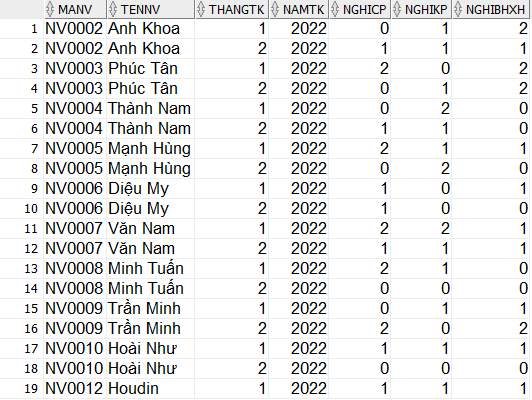 MANV TENNV THANGTK NAMTK NGHICP NGHIKP NGHIBHXH
1 NV0002 Anh Khoa 1 2022 0 1 2
2 NV0002 Anh Khoa 2 2022 1 1 1
3 NV0003 Phúc Tân 1 2022 2 0 2
4 NV0003 Phúc Tân 2 2022 0 1 2
5 NV0004 Thành Nam 1 2022 0 2 0
6 NV0004 Thành Nam 2 2022 1 1 0
7 NV0005 Mạnh Hùng 1 2022 2 1 1
8 NV0005 Mạnh Hùng 2 2022 0 2 0
9 NV0006 Diệu My 1 2022 1 0 1
10 NV0006 Diệu My 2 2022 1 0 0
11 NV0007 Văn Nam 1 2022 2 2 1
12 NV0007 Văn Nam 2 2022 1 1 1
13 NV0008 Minh Tuấn 1 2022 2 1 0
14 NV0008 Minh Tuấn 2 2022 0 0 0
15 NV0009 Trần Minh 1 2022 0 1 1
16 NV0009 Trần Minh 2 2022 2 0 2
17 NV0010 Hoài Như 1 2022 1 1 1
18 NV0010 Hoài Như 2 2022 0 0 0
19 NV0012 Houdin 1 2022 1 1 1